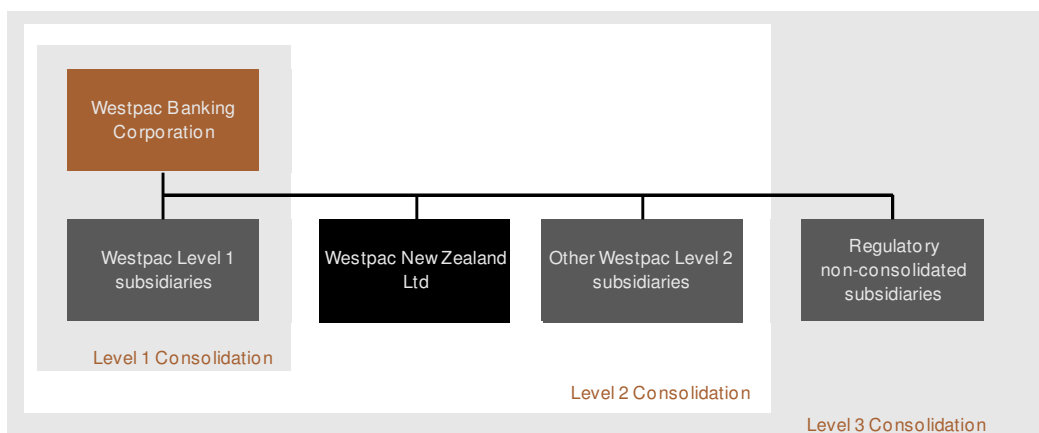 Westpac Banking
Corporation
Westpac Level 1
subsidiaries
Westpac New Zealand
Ltd
Other Westpac Level 2
subsidiaries
Regulatory
non-consolidated
subsidiaries
Level 1 Consolidation
Level 2 Consolidation
Level 3 Consolidation